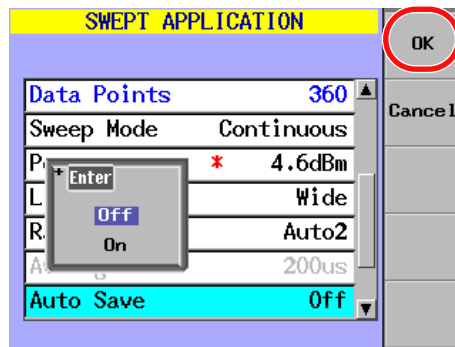 SWEPT APPLICATION
OK
Data Points 360
Cancel
Sweep Mode Continuous
* 4.6dBm
Enter
Wide
Off
Auto2
On
200us
Auto Save Off